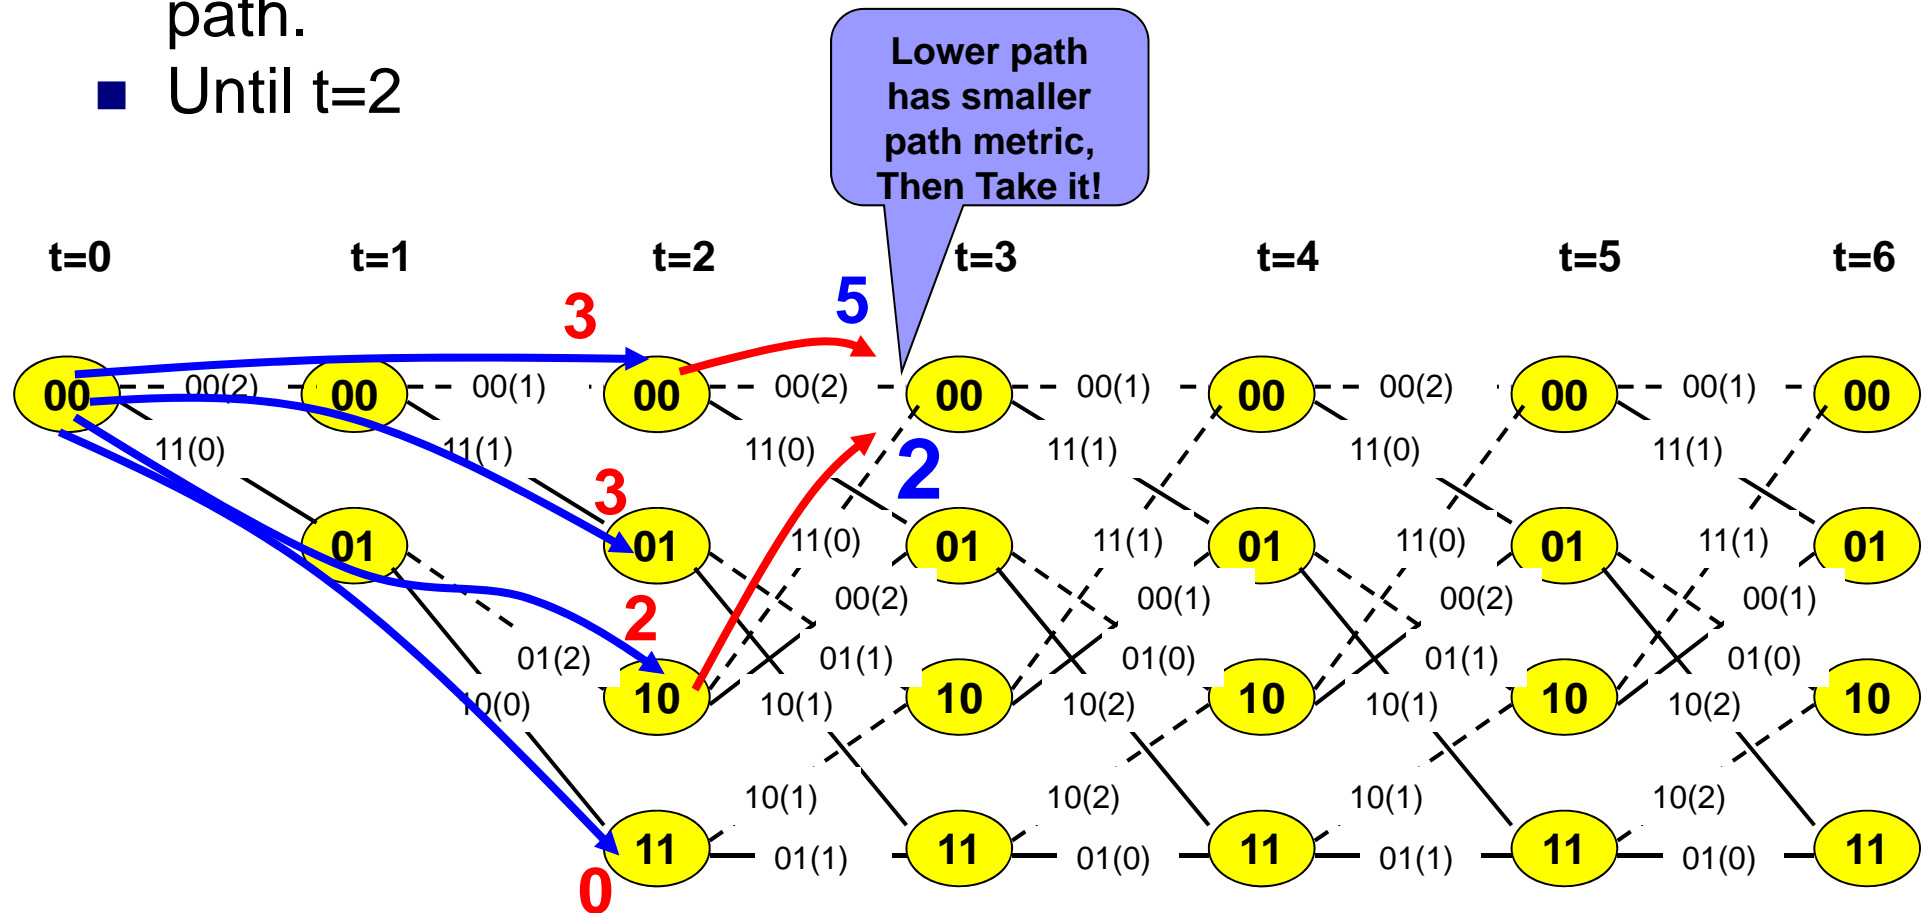 path.
Until t=2
Lower path
has smaller
path metric,
Then Take it!
t=0 t=1 t=2 t=3 t=4 t=5 t=6
3 5
00 00(2) 00 00(1) 00 00(2) 00 00(1) 00 00(2) 00 00(1) 00
11(0) 11(1) 11(0) 2 11(1) 11(0) 11(1)
3
01 01 11(0) 01 11(1) 01 11(0) 01 11(1) 01
2 00(2) 00(1) 00(2) 00(1)
01(2) 01(1) 01(0) 01(1) 01(0)
10(0) 10 10(1) 10 10(2) 10 10(1) 10 10(2) 10
10(1) 10(2) 10(1) 10(2)
11 01(1) 11 01(0) 11 01(1) 11 01(0) 11
0